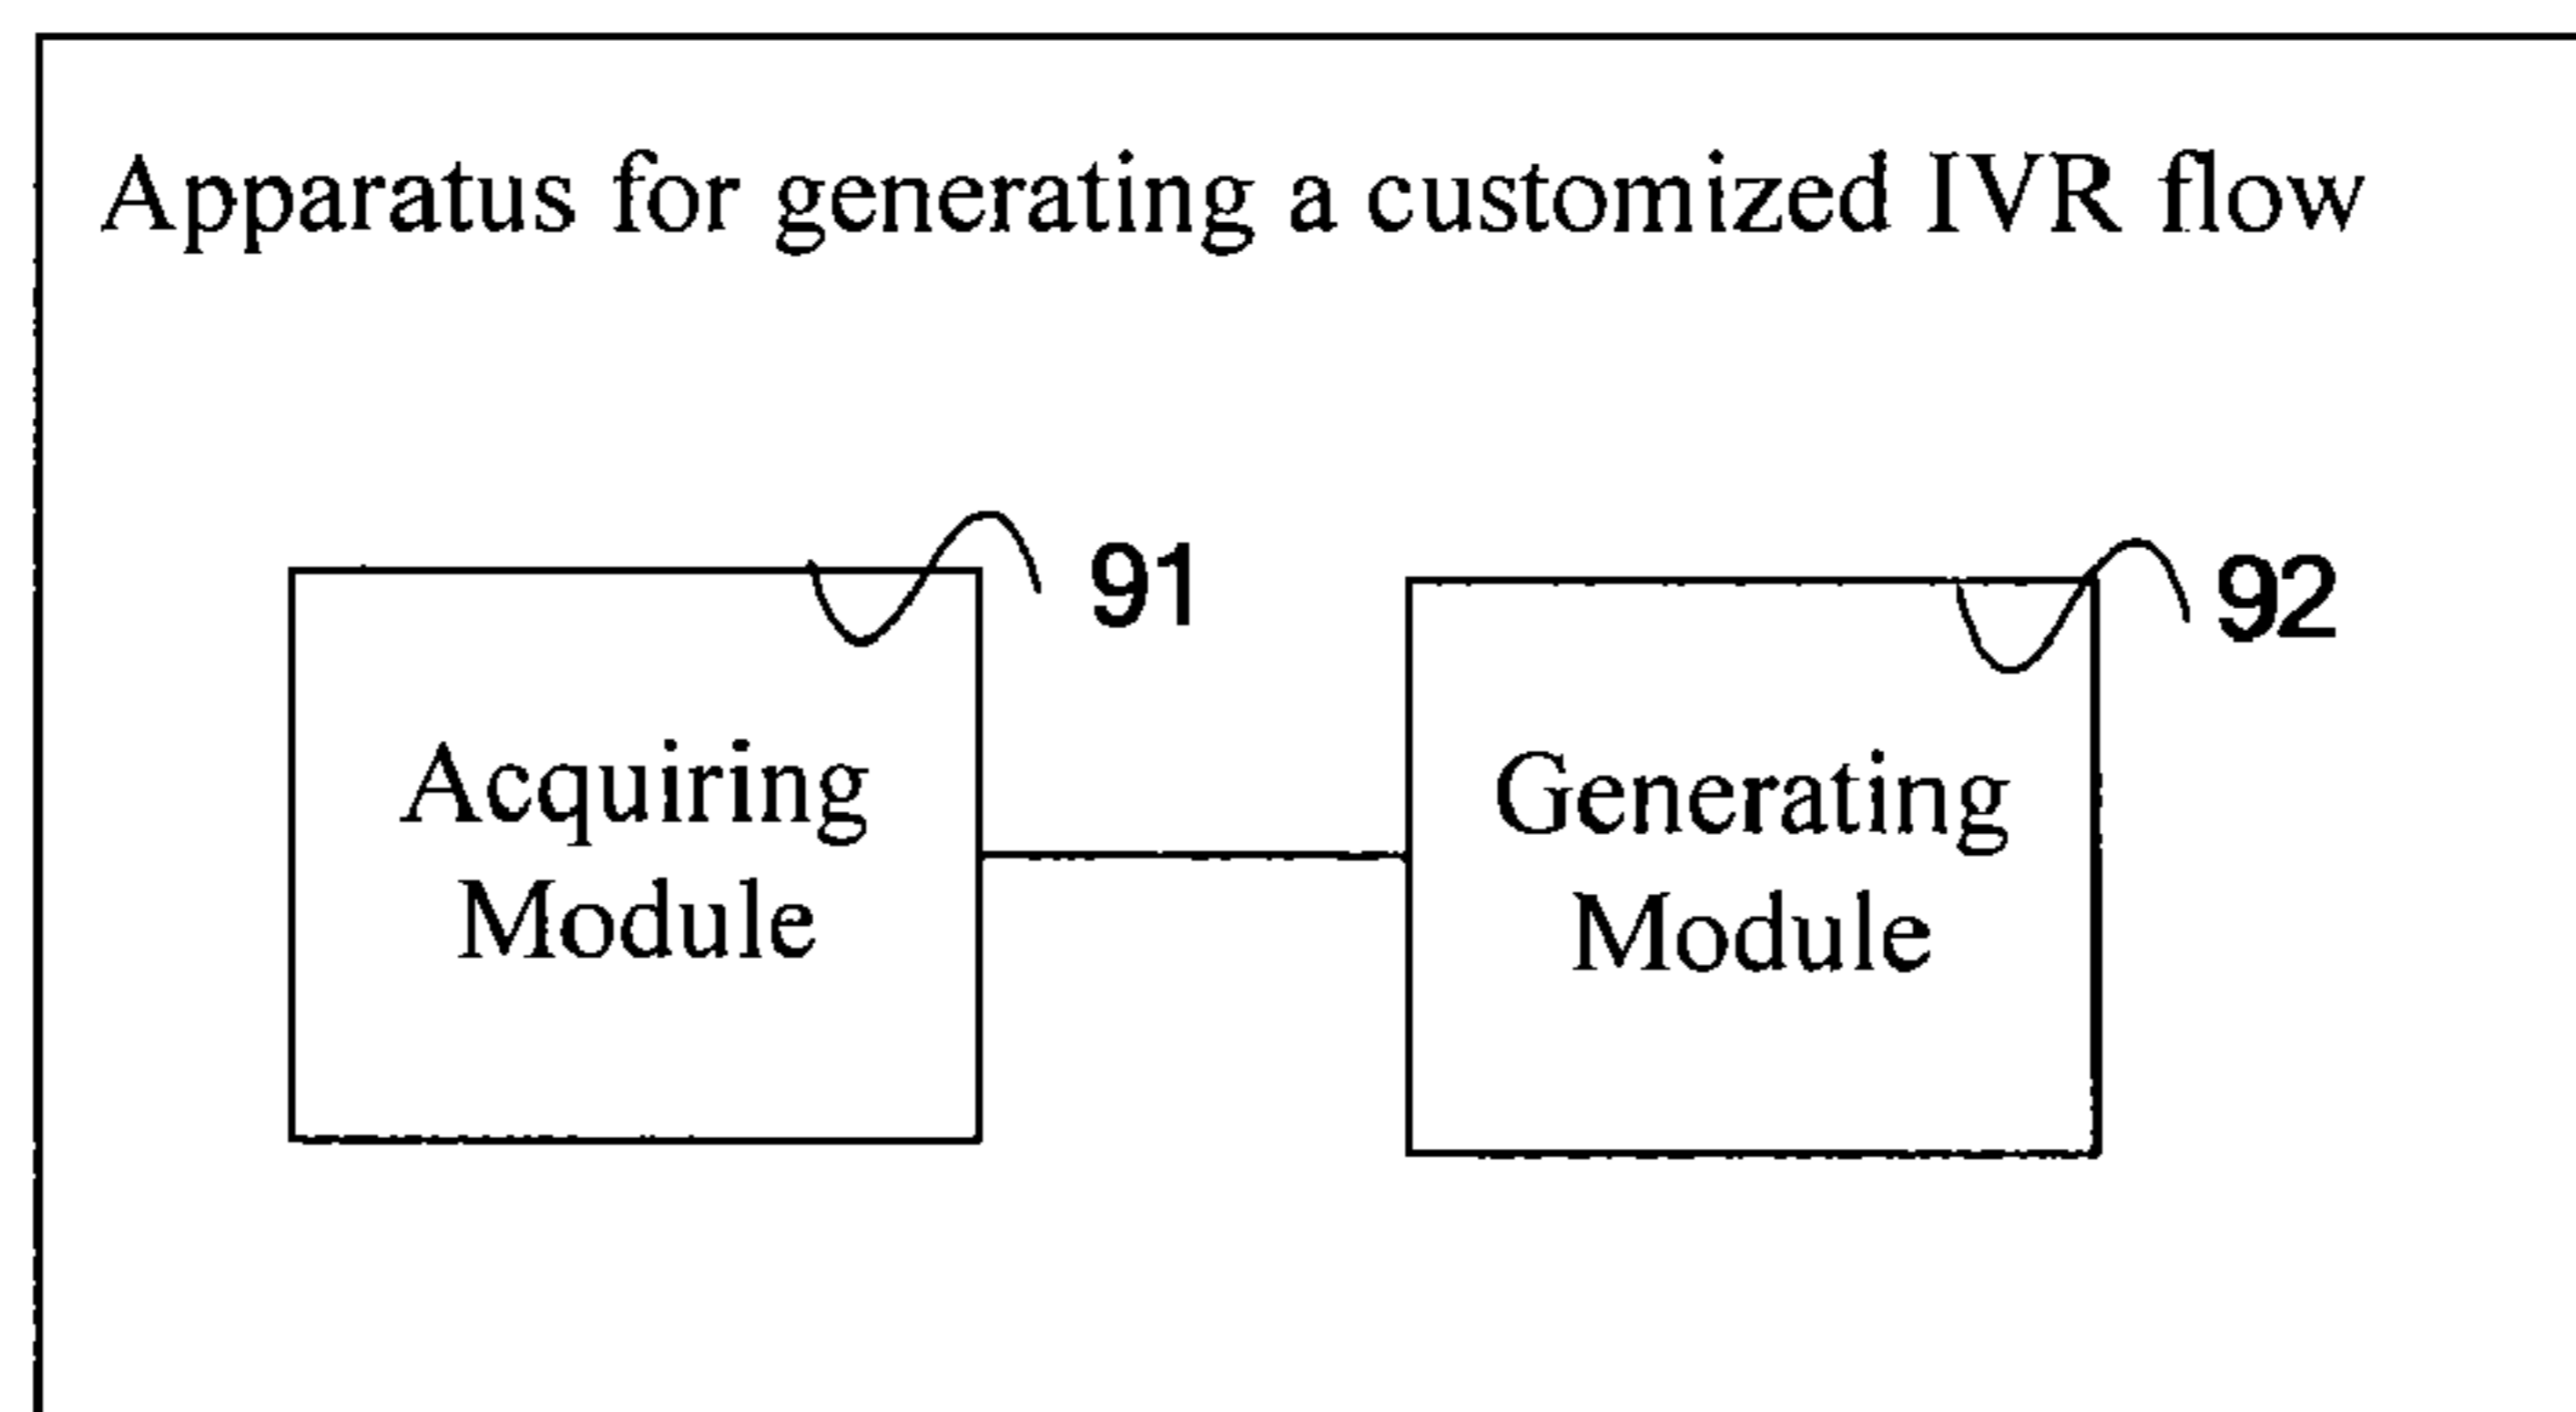 Apparatus for generating a customized IVR flow
91
Acquiring
Module
92
Generating
Module